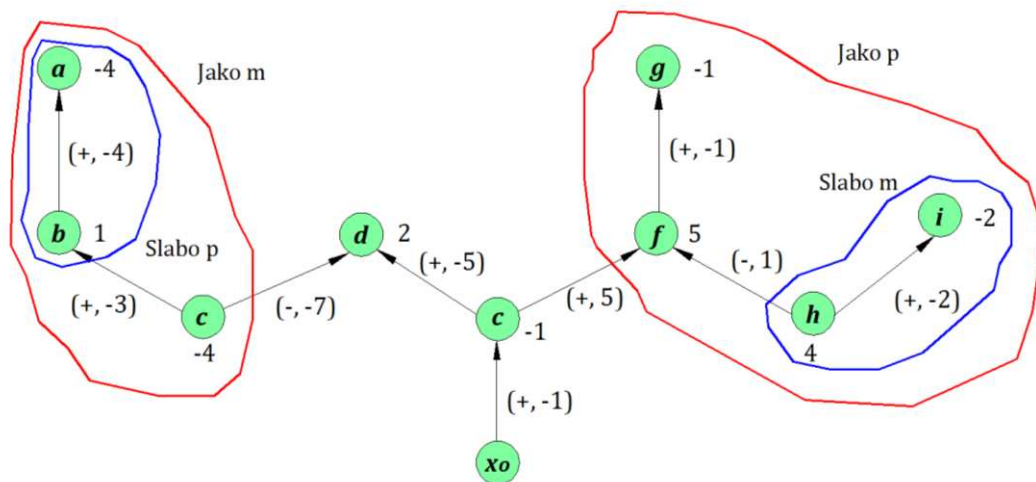 a -4
Jako m
g -1
Jako p
(+, -4)
(+, -1)
Slabo m
i -2
b 1
Slabo p
d 2
f 5
(+, -5)
(-, 1)
(+, -3)
(-, -7)
(+, 5)
(+, -2)
c
-4
c -1
h
4
(+, -1)
xo